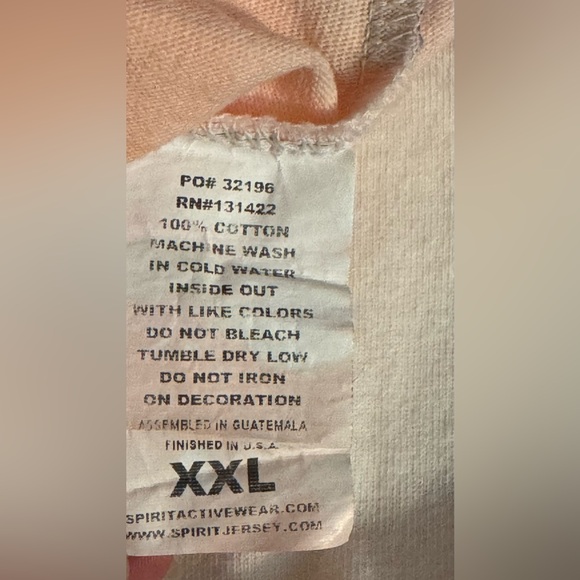 PO# 32196
RN#131422
100% COTTON
MACHINE WASH
IN COLD WATER
INSIDE OUT
WITH LIKE COLORS
DO NOT BLEACH
TUMBLE DRY LOW
DO NOT IRON
ON DECORATION
ASSEMBLED IN GUATEMALA
FINISHED IN U.S.A.
XXL
SPIRITACTIVEWEAR.COM
WWW.SPIRITJERSEY.COM